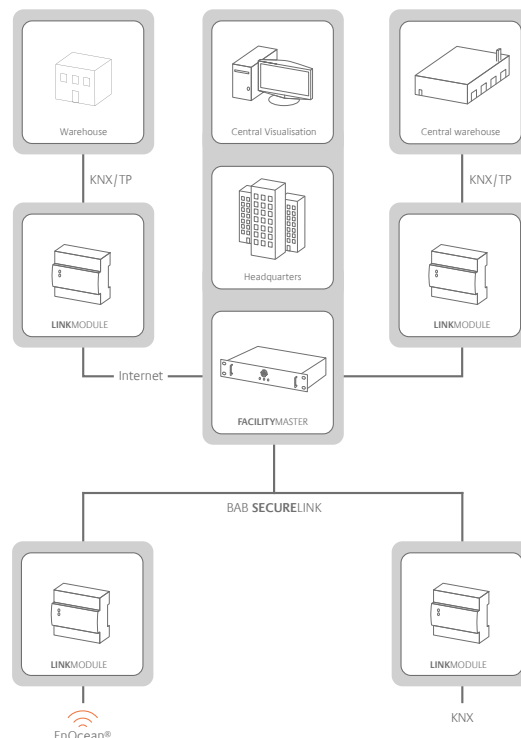 Warehouse
Central Visualisation
Central warehouse
KNX/TP
KNX/TP
Headquarters
LINKMODULE
LINKMODULE
Internet
FACILITYMASTER
BAB SECURELINK
LINKMODULE
LINKMODULE
EnOcean®
KNX